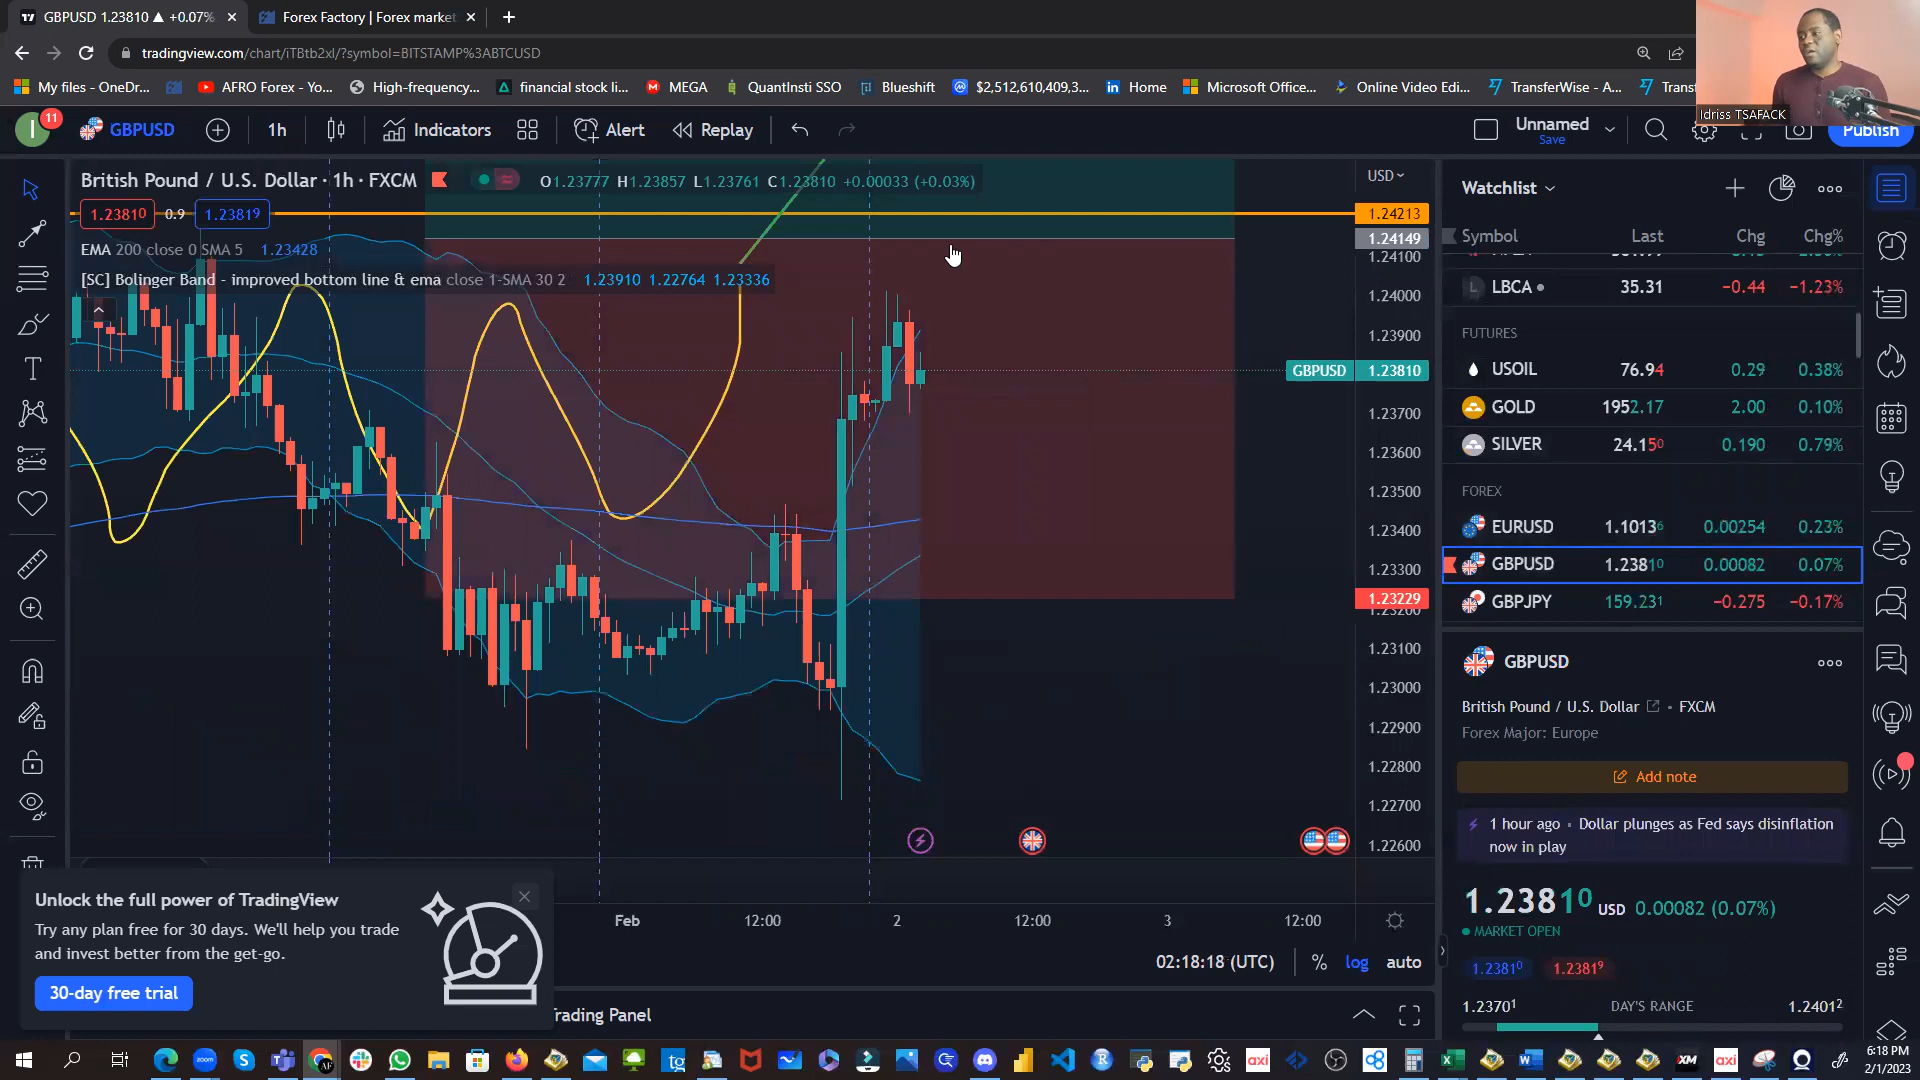 GBPUSD 1.23810 ▲ +0.07%
Forex Factory | Forex market
tradingview.com/chart/iTBtb2xl/?symbol=BITSTAMP%3ABTCUSD
My files - OneDr...
AFRO Forex - Yo...
High-frequency...
financial stock li...
MEGA
QuantInsti SSO
Blueshift
$2,512,610,409,3...
Home
Microsoft Office...
Online Video Edi...
TransferWise - A...
Trans
Idriss TSAFACK
I
11
GBPUSD
1h
Indicators
Alert
Replay
Unnamed
Save
Publish
British Pound / U.S. Dollar · 1h · FXCM
O1.23777 H1.23857 L1.23761 C1.23810 +0.00033 (+0.03%)
1.23810 0.9 1.23819
EMA 200 close 0 SMA 5 1.23428
[SC] Bolinger Band - improved bottom line & ema close 1-SMA 30 2 1.23910 1.22764 1.23336
USD
1.24213
1.24149
1.24100
1.24000
1.23900
GBPUSD 1.23810
1.23700
1.23600
1.23500
1.23400
1.23300
1.23229
1.23200
1.23100
1.23000
1.22900
1.22800
1.22700
1.22600
Feb 12:00 2 12:00 3 12:00
02:18:18 (UTC) % log auto
Unlock the full power of TradingView
Try any plan free for 30 days. We'll help you trade
and invest better from the get-go.
30-day free trial
Trading Panel
Watchlist
Symbol Last Chg Chg%
LBCA 35.31 −0.44 −1.23%
FUTURES
USOIL 76.94 0.29 0.38%
GOLD 1952.17 2.00 0.10%
SILVER 24.150 0.190 0.79%
FOREX
EURUSD 1.10136 0.00254 0.23%
GBPUSD 1.23810 0.00082 0.07%
GBPJPY 159.231 −0.275 −0.17%
GBPUSD
British Pound / U.S. Dollar · FXCM
Forex Major: Europe
Add note
1 hour ago · Dollar plunges as Fed says disinflation
now in play
1.23810 USD 0.00082 (0.07%)
MARKET OPEN
1.23810 1.23819
1.23701 DAY'S RANGE 1.24012
zoom
tg
axi
XM
axi
6:18 PM
2/1/2023